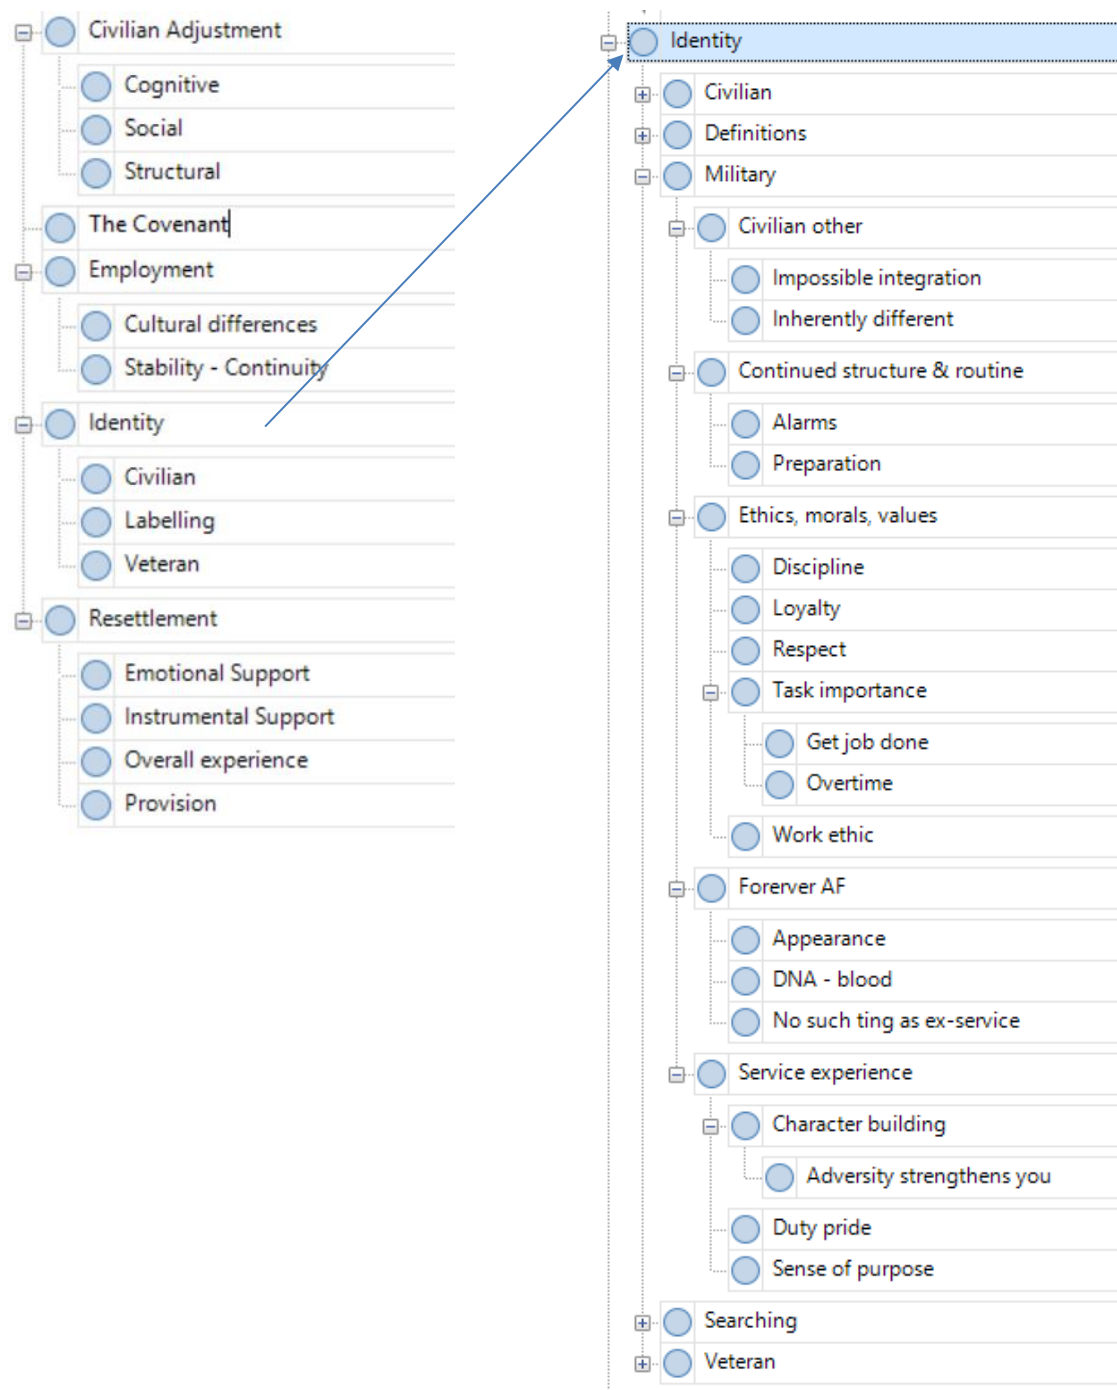 Civilian Adjustment
Cognitive
Social
Structural
The Covenant
Employment
Cultural differences
Stability - Continuity
Identity
Civilian
Labelling
Veteran
Resettlement
Emotional Support
Instrumental Support
Overall experience
Provision
Identity
Civilian
Definitions
Military
Civilian other
Impossible integration
Inherently different
Continued structure & routine
Alarms
Preparation
Ethics, morals, values
Discipline
Loyalty
Respect
Task importance
Get job done
Overtime
Work ethic
Forerver AF
Appearance
DNA - blood
No such ting as ex-service
Service experience
Character building
Adversity strengthens you
Duty pride
Sense of purpose
Searching
Veteran